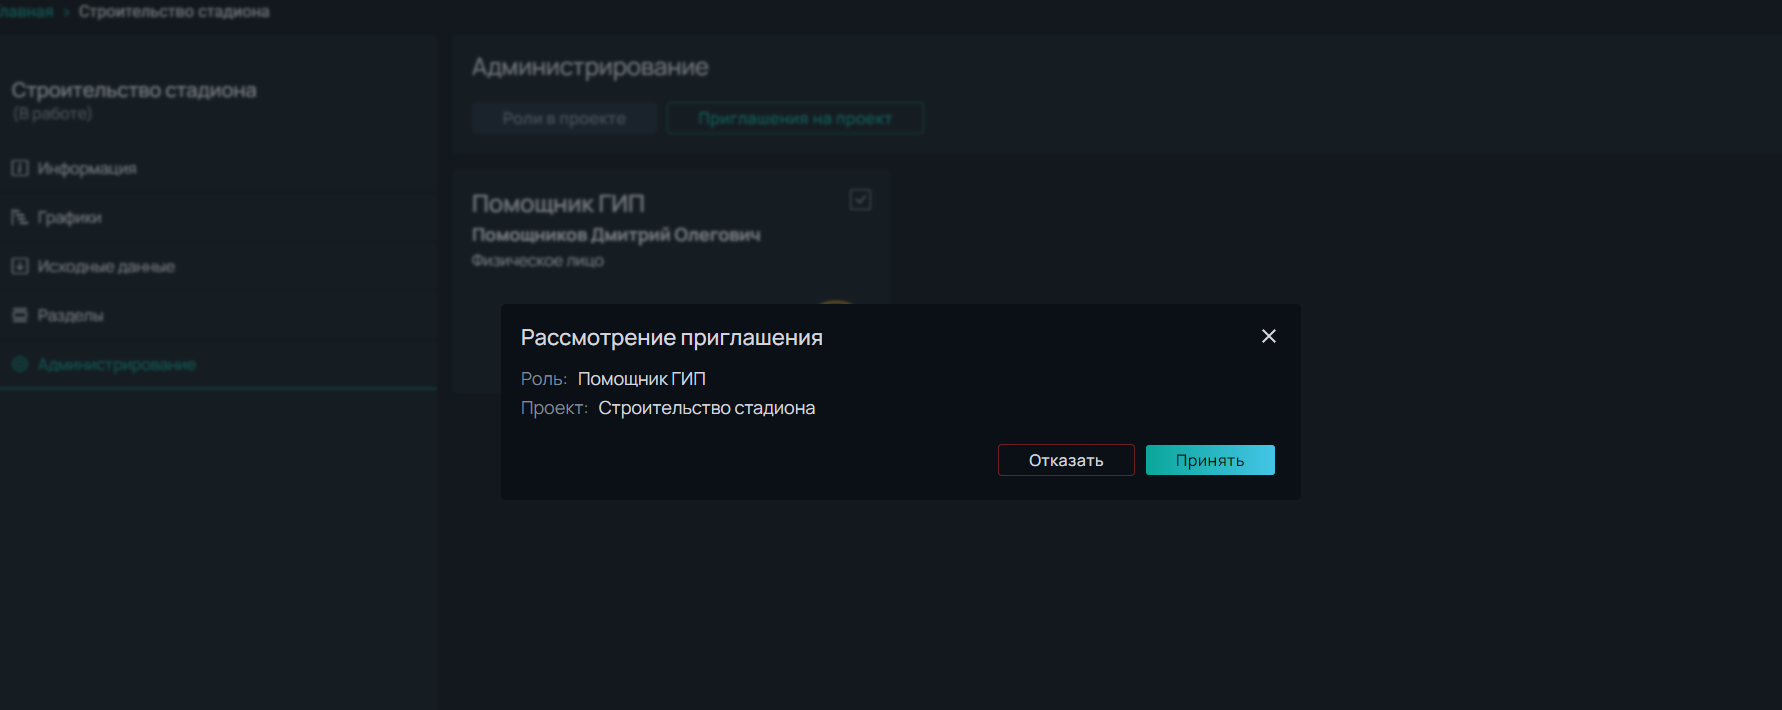 лавная › Строительство стадиона
Строительство стадиона
(В работе)
Информация
Графики
Исходные данные
Разделы
Администрирование
Администрирование
Роли в проекте
Приглашения на проект
Помощник ГИП
Помощников Дмитрий Олегович
Физическое лицо
Рассмотрение приглашения
Роль: Помощник ГИП
Проект: Строительство стадиона
Отказать
Принять